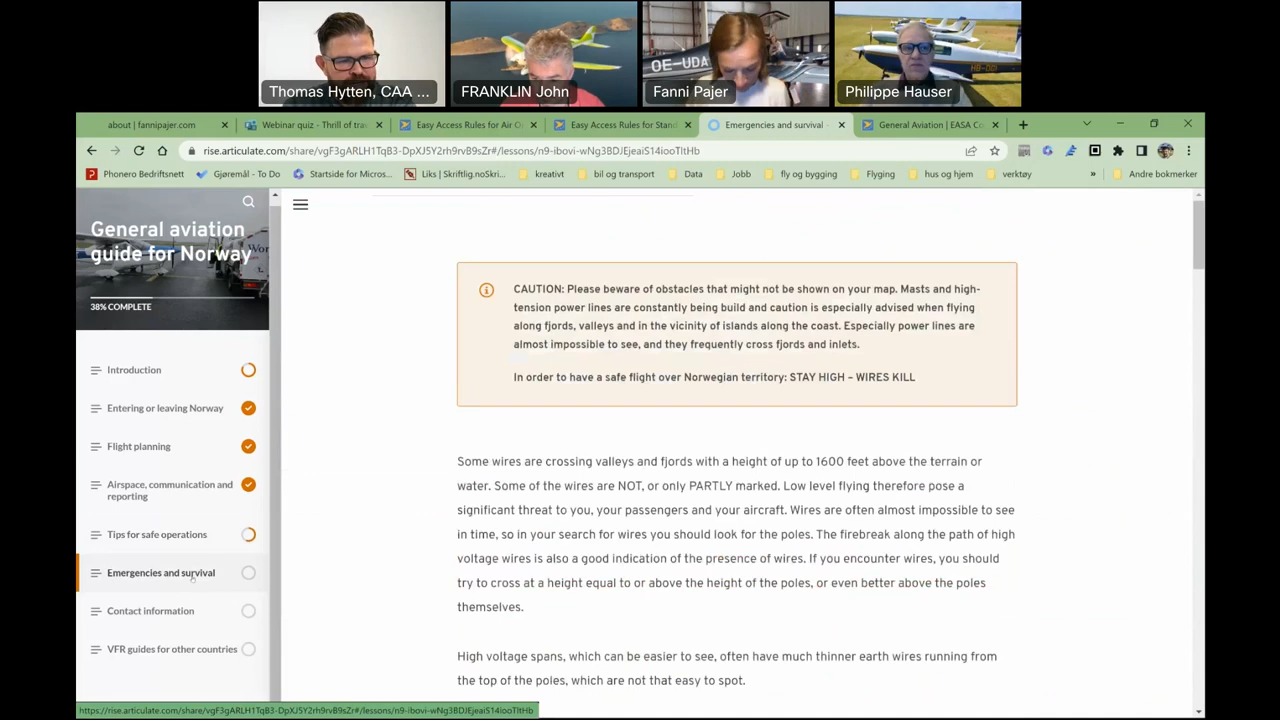 Thomas Hytten, CAA ...
FRANKLIN John
OE-UDA
Fanni Pajer
Philippe Hauser
about | fannipajer.com
Webinar quiz - Thrill of tra
Easy Access Rules for Air O
Easy Access Rules for Stand
Emergencies and survival -
General Aviation | EASA Co
rise.articulate.com/share/vgF3gARLH1TqB3-DpXJ5Y2rh9rvB9sZr#/lessons/n9-ibovi-wNg3BDJEjeaiS14iooTltHb
Phonero Bedriftsnett
Gjøremål - To Do
Startside for Micros...
Liks | Skriftlig.noSkri...
kreativt
bil og transport
Data
Jobb
fly og bygging
Flyging
hus og hjem
verktøy
»
Andre bokmerker
General aviation
guide for Norway
38% COMPLETE
Introduction
Entering or leaving Norway
Flight planning
Airspace, communication and
reporting
Tips for safe operations
Emergencies and survival
Contact information
VFR guides for other countries
CAUTION: Please beware of obstacles that might not be shown on your map. Masts and high-
tension power lines are constantly being build and caution is especially advised when flying
along fjords, valleys and in the vicinity of islands along the coast. Especially power lines are
almost impossible to see, and they frequently cross fjords and inlets.
In order to have a safe flight over Norwegian territory: STAY HIGH – WIRES KILL
Some wires are crossing valleys and fjords with a height of up to 1600 feet above the terrain or
water. Some of the wires are NOT, or only PARTLY marked. Low level flying therefore pose a
significant threat to you, your passengers and your aircraft. Wires are often almost impossible to see
in time, so in your search for wires you should look for the poles. The firebreak along the path of high
voltage wires is also a good indication of the presence of wires. If you encounter wires, you should
try to cross at a height equal to or above the height of the poles, or even better above the poles
themselves.
High voltage spans, which can be easier to see, often have much thinner earth wires running from
the top of the poles, which are not that easy to spot.
https://rise.articulate.com/share/vgF3gARLH1TqB3-DpXJ5Y2rh9rvB9sZr#/lessons/n9-ibovi-wNg3BDJEjeaiS14iooTltHb